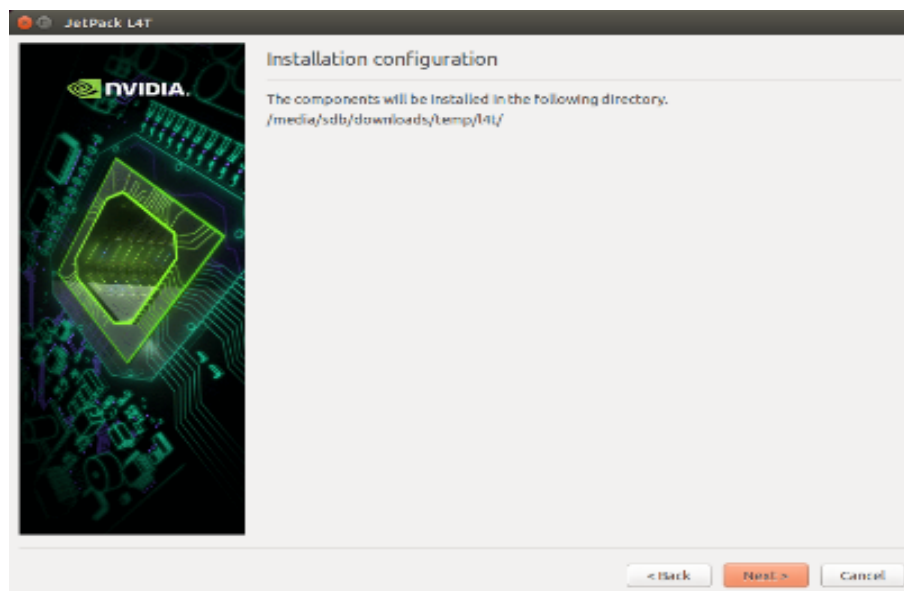 JetPack L4T
NVIDIA.
Installation configuration
The components will be installed in the following directory.
/media/sdb/downloads/temp/l4t/
< Back
Next >
Cancel